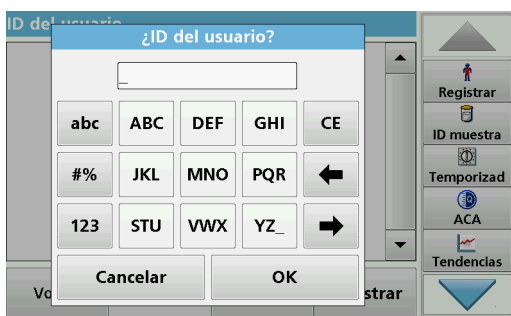 ID del usuario
¿ID del usuario?
_
abc ABC DEF GHI CE
#% JKL MNO PQR
123 STU VWX YZ_
Cancelar OK
Registrar
ID muestra
Temporizad
ACA
Tendencias